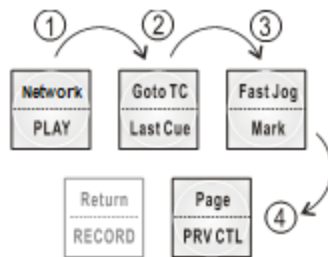 ① ② ③
Network Goto TC Fast Jog
PLAY Last Cue Mark
Return Page ④
RECORD PRV CTL